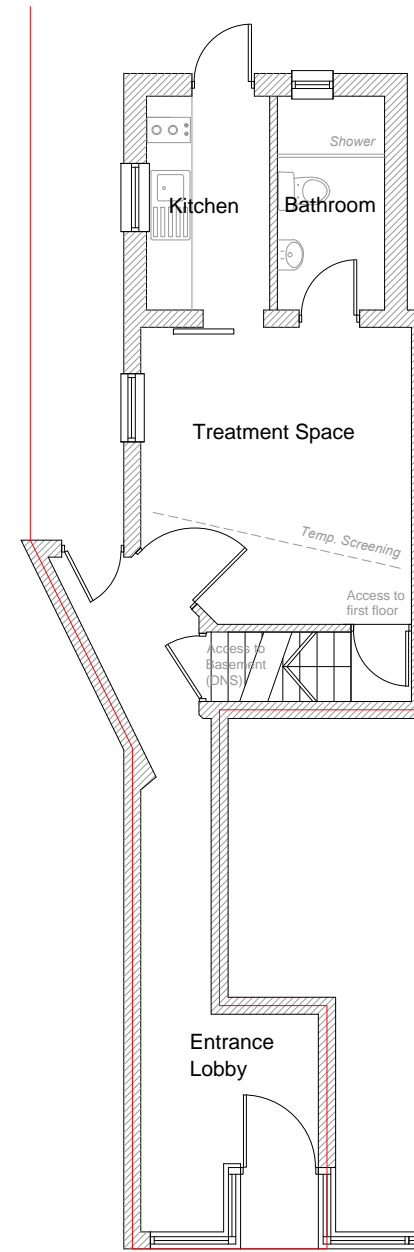 Shower
Kitchen
Bathroom
Treatment Space
Temp. Screening
Access to
first floor
Access to
Basement
(DNS)
Entrance
Lobby